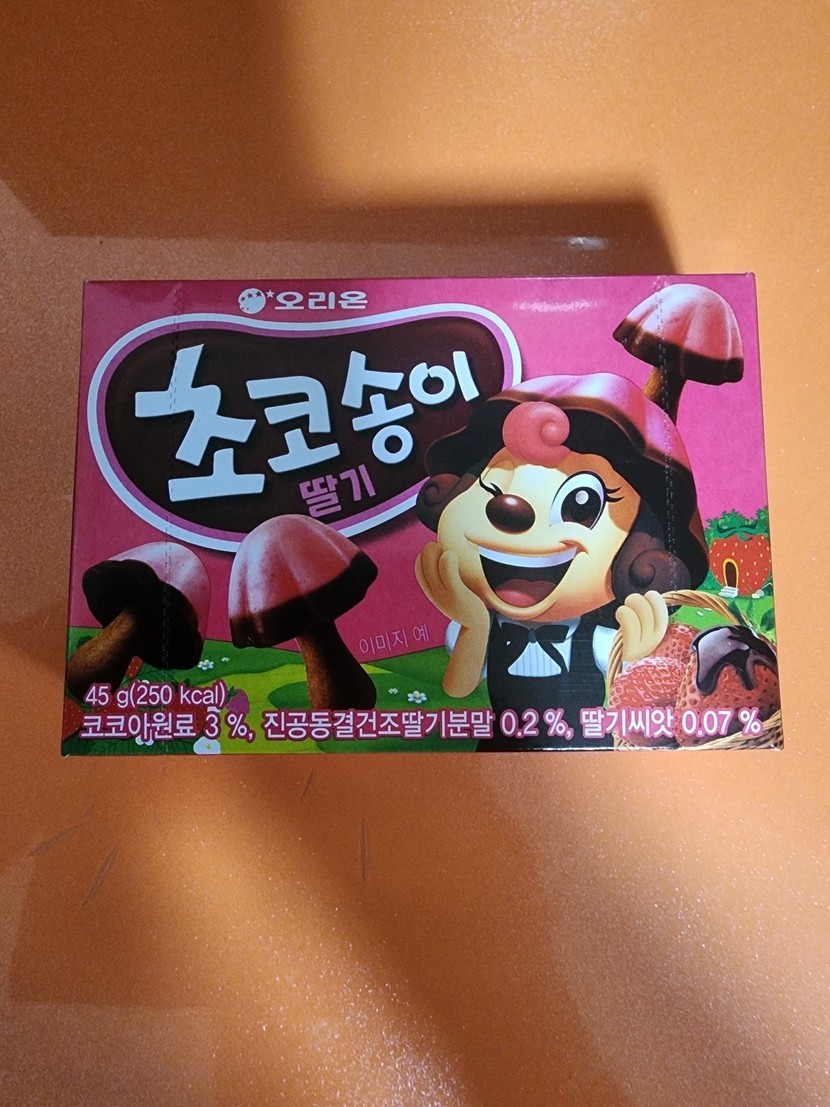 오리온
초코송이
딸기
이미지 예
45 g(250 kcal)
코코아원료 3 %, 진공동결건조딸기분말 0.2 %, 딸기씨앗 0.07 %